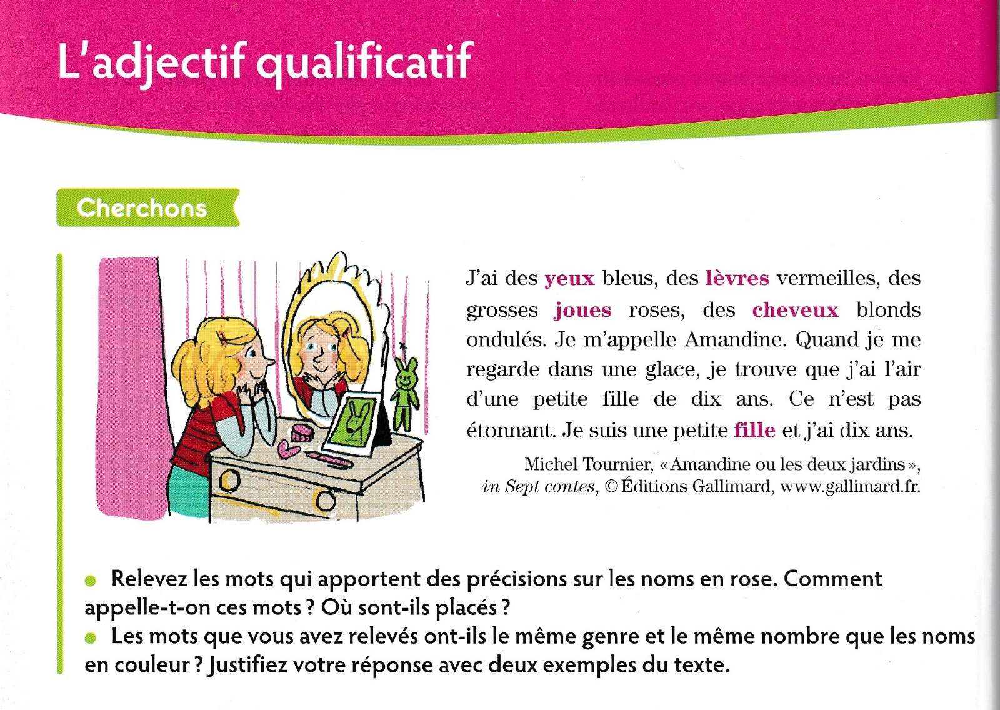 L'adjectif qualificatif
Cherchons
J'ai des yeux bleus, des lèvres vermeilles, des
grosses joues roses, des cheveux blonds
ondulés. Je m'appelle Amandine. Quand je me
regarde dans une glace, je trouve que j'ai l'air
d'une petite fille de dix ans. Ce n'est pas
étonnant. Je suis une petite fille et j'ai dix ans.
Michel Tournier, « Amandine ou les deux jardins »,
in Sept contes, © Éditions Gallimard, www.gallimard.fr.
● Relevez les mots qui apportent des précisions sur les noms en rose. Comment
appelle-t-on ces mots ? Où sont-ils placés ?
● Les mots que vous avez relevés ont-ils le même genre et le même nombre que les noms
en couleur ? Justifiez votre réponse avec deux exemples du texte.